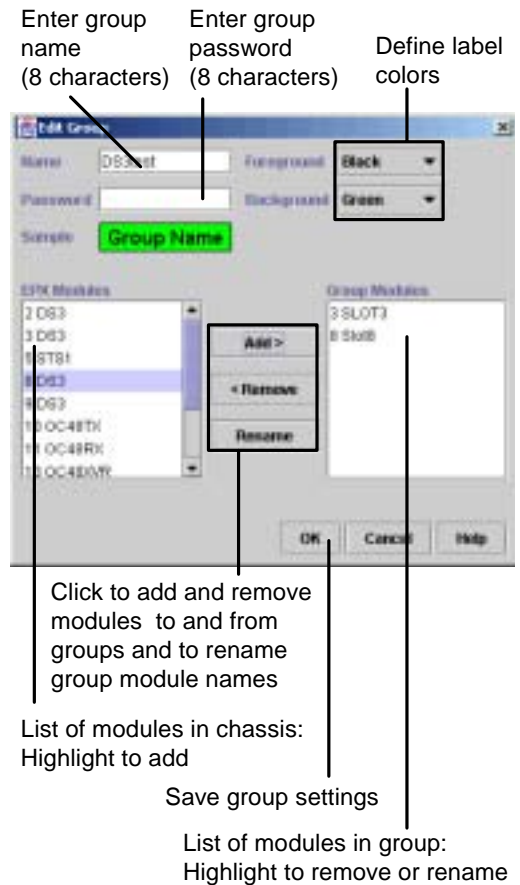 Enter group
name
(8 characters)
Enter group
password
(8 characters)
Define label
colors
Edit Group
Name
DS3test
Foreground
Black
Password
Background
Green
Sample
Group Name
EPX Modules
Group Modules
2 DS3
3 DS3
5 STS1
8 DS3
9 DS3
10 OC48TX
11 OC48RX
13 OC48XVR
3 SLOT3
8 Slot8
Add >
< Remove
Rename
OK
Cancel
Help
Click to add and remove
modules to and from
groups and to rename
group module names
List of modules in chassis:
Highlight to add
Save group settings
List of modules in group:
Highlight to remove or rename